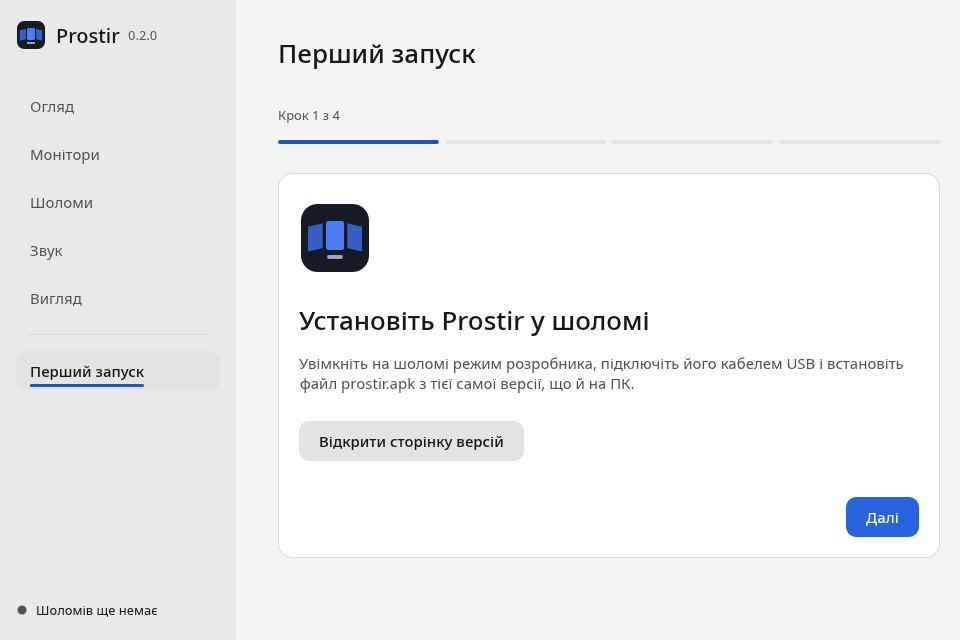 Prostir 0.2.0
Огляд
Монітори
Шоломи
Звук
Вигляд
Перший запуск
Шоломів ще немає
Перший запуск
Крок 1 з 4
Установіть Prostir у шоломі
Увімкніть на шоломі режим розробника, підключіть його кабелем USB і встановіть
файл prostir.apk з тієї самої версії, що й на ПК.
Відкрити сторінку версій
Далі